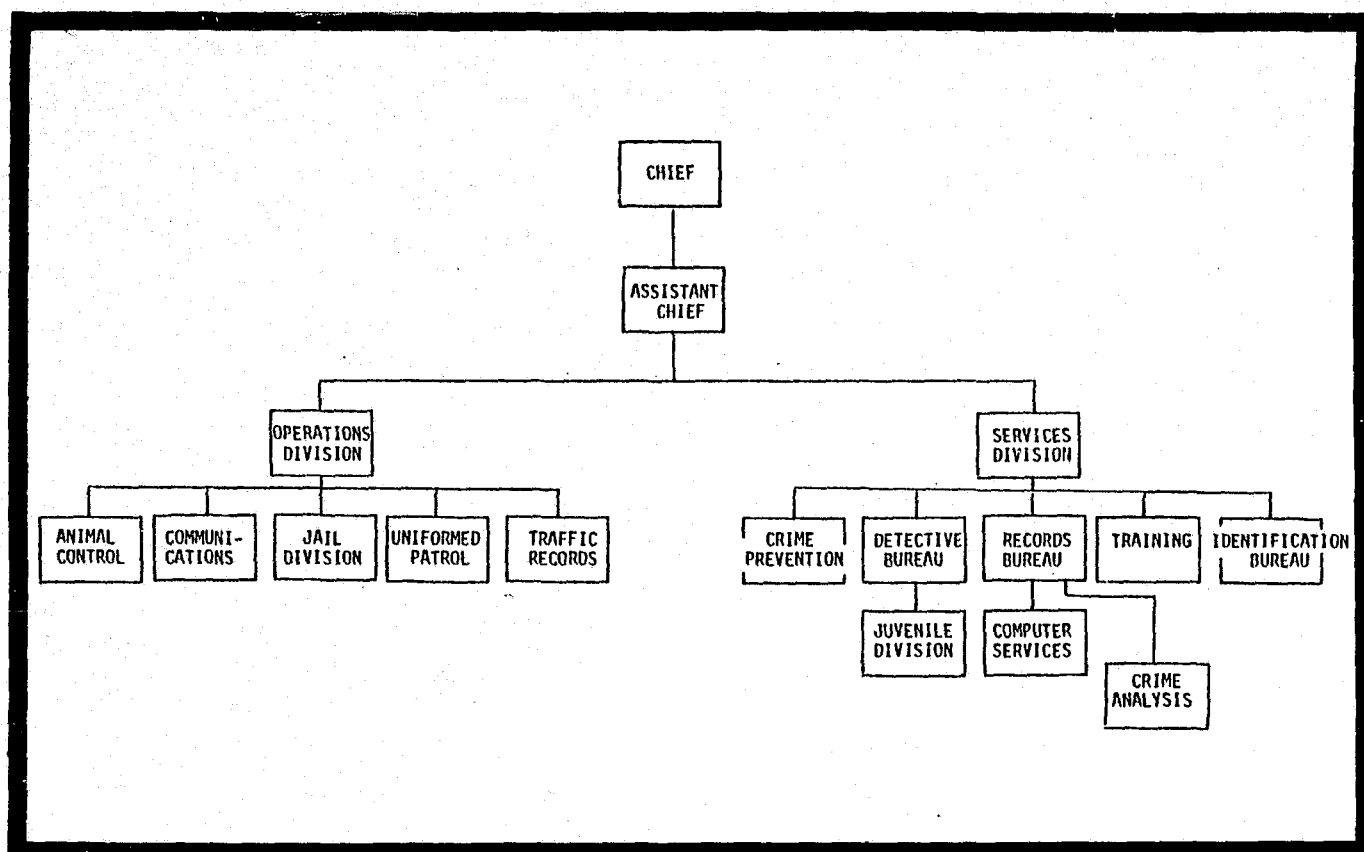 CHIEF
ASSISTANT
CHIEF
OPERATIONS
DIVISION
SERVICES
DIVISION
ANIMAL
CONTROL
COMMUNI-
CATIONS
JAIL
DIVISION
UNIFORMED
PATROL
TRAFFIC
RECORDS
CRIME
PREVENTION
DETECTIVE
BUREAU
RECORDS
BUREAU
TRAINING
IDENTIFICATION
BUREAU
JUVENILE
DIVISION
COMPUTER
SERVICES
CRIME
ANALYSIS